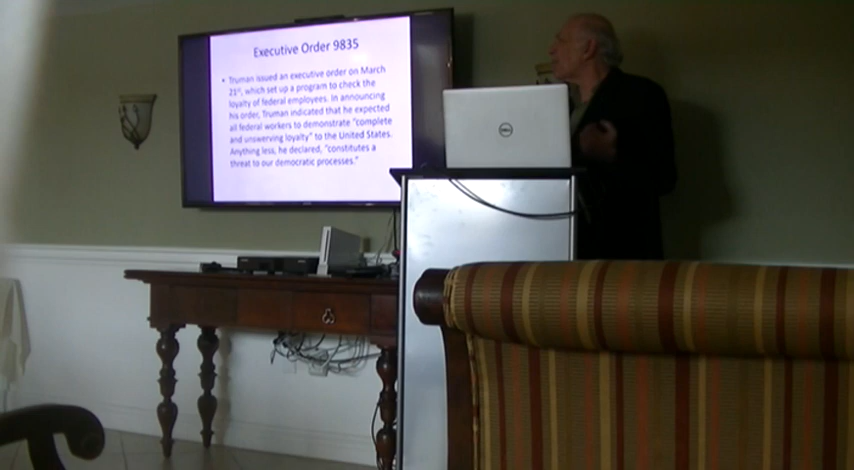 Executive Order 9835
• Truman issued an executive order on March
21st, which set up a program to check the
loyalty of federal employees. In announcing
his order, Truman indicated that he expected
all federal workers to demonstrate "complete
and unswerving loyalty" to the United States.
Anything less, he declared, "constitutes a
threat to our democratic processes."
DELL